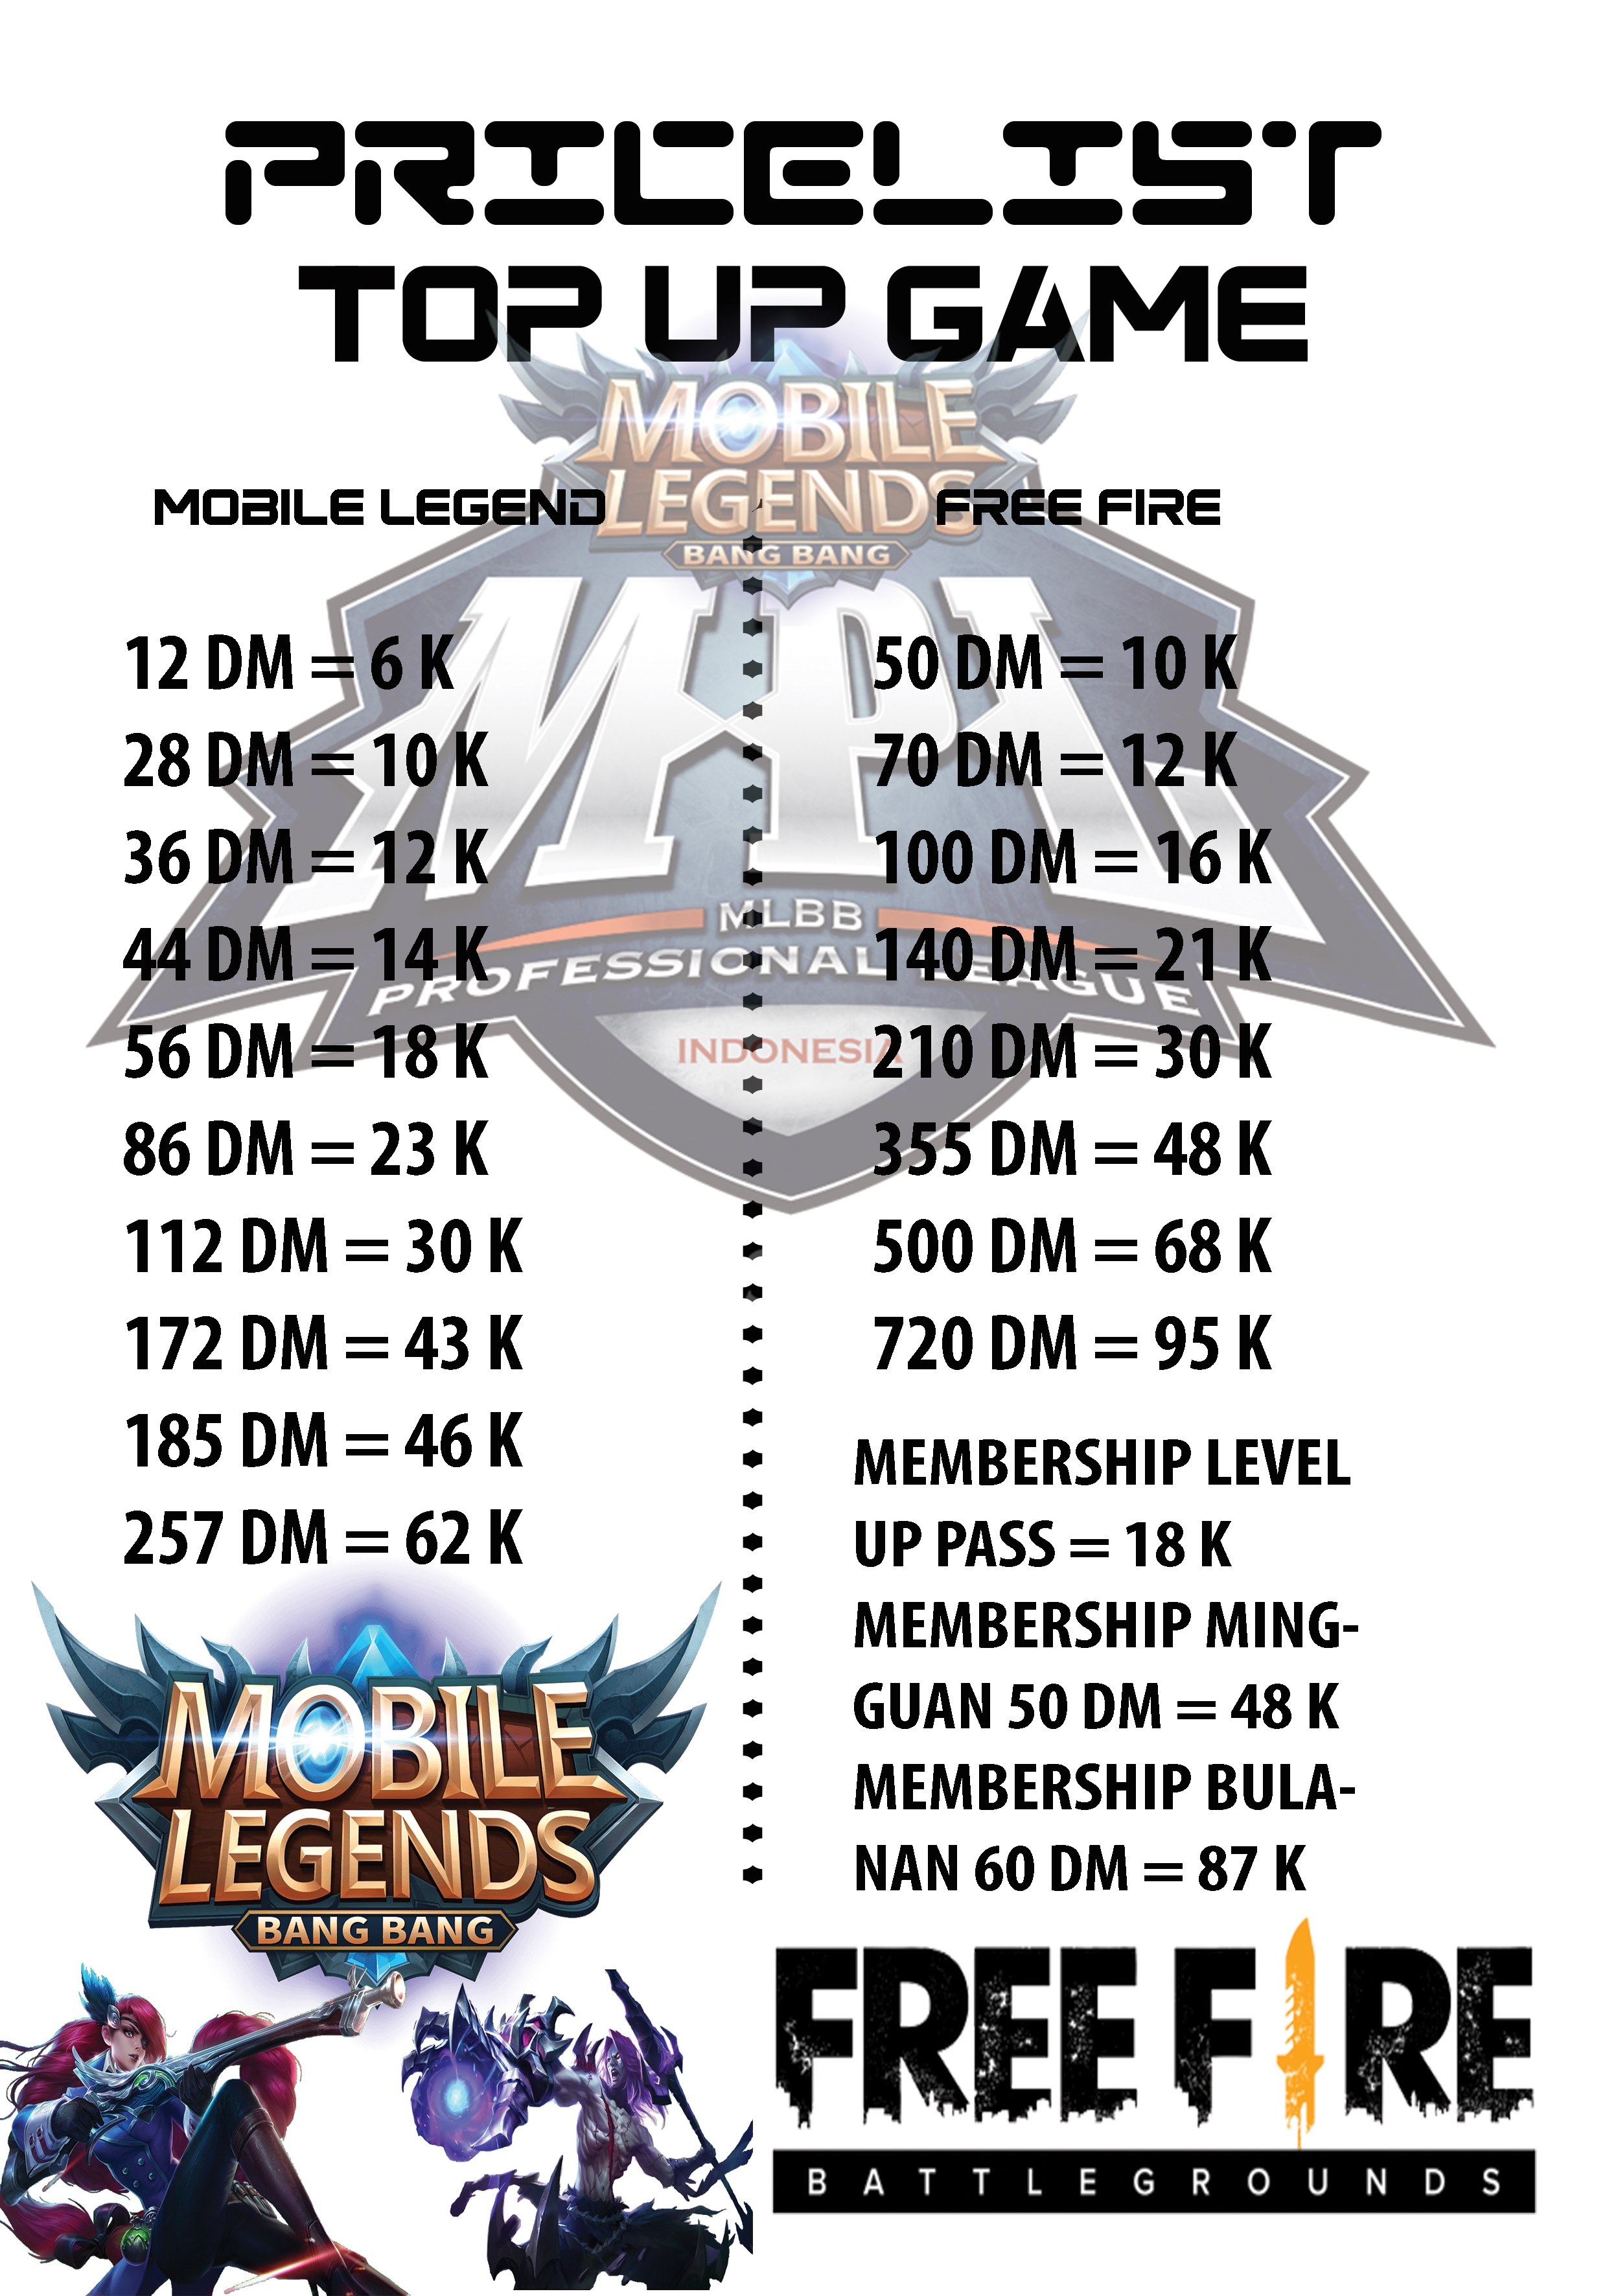 PRICELIST
TOP UP GAME
MOBILE LEGENDS
BANG BANG
MPL
MLBB
PROFESSIONAL LEAGUE
INDONESIA
MOBILE LEGEND
12 DM = 6 K
28 DM = 10 K
36 DM = 12 K
44 DM = 14 K
56 DM = 18 K
86 DM = 23 K
112 DM = 30 K
172 DM = 43 K
185 DM = 46 K
257 DM = 62 K
MOBILE
LEGENDS
BANG BANG
FREE FIRE
50 DM = 10 K
70 DM = 12 K
100 DM = 16 K
140 DM = 21 K
210 DM = 30 K
355 DM = 48 K
500 DM = 68 K
720 DM = 95 K
MEMBERSHIP LEVEL
UP PASS = 18 K
MEMBERSHIP MING-
GUAN 50 DM = 48 K
MEMBERSHIP BULA-
NAN 60 DM = 87 K
FREE FIRE
BATTLEGROUNDS